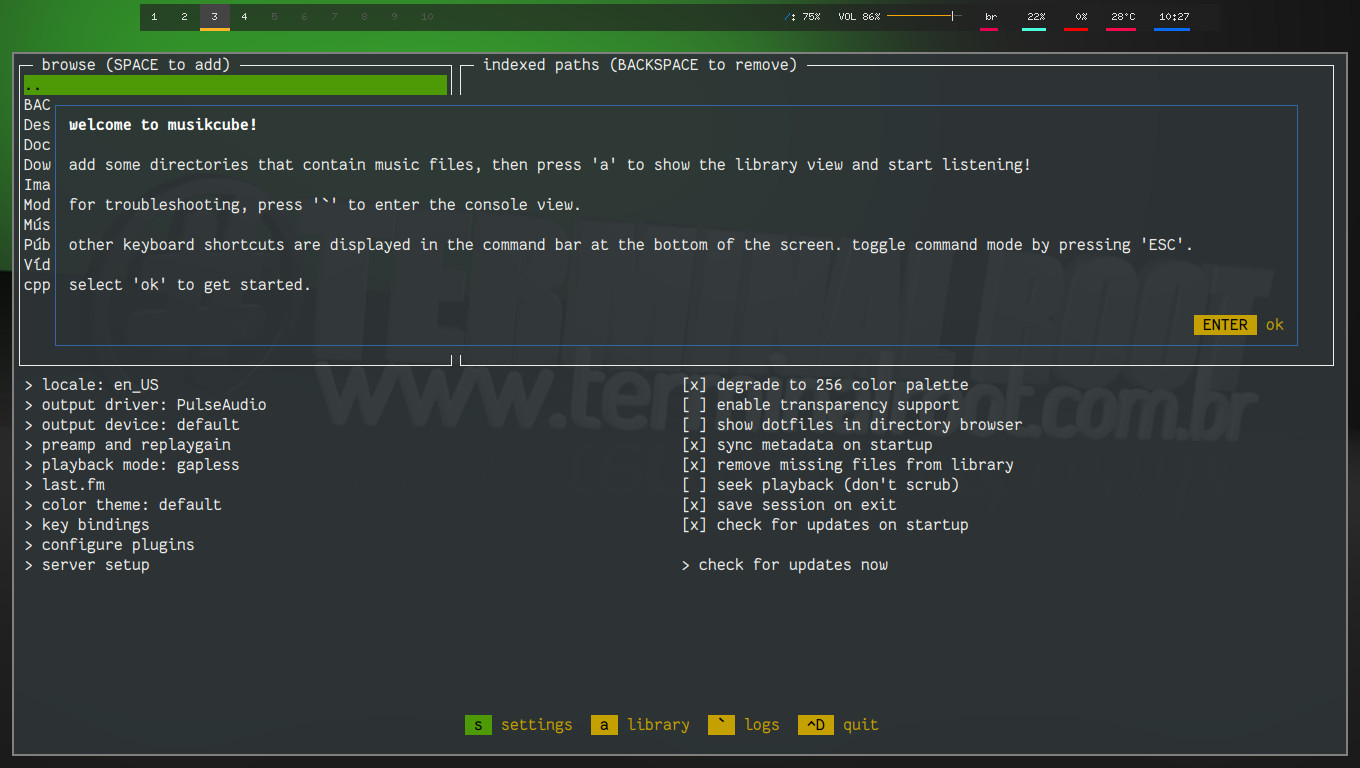 1 2 3 4 5 6 7 8 9 10 /: 75% VOL 86% br 22% 0% 28°C 10:27
browse (SPACE to add) indexed paths (BACKSPACE to remove)
..
BAC
Des welcome to musikcube!
Doc
Dow add some directories that contain music files, then press 'a' to show the library view and start listening!
Ima
Mod for troubleshooting, press '`' to enter the console view.
Mús
Púb other keyboard shortcuts are displayed in the command bar at the bottom of the screen. toggle command mode by pressing 'ESC'.
Víd
cpp select 'ok' to get started.
ENTER ok
TERMINAL ROOT
www.terminalroot.com.br
> locale: en_US [x] degrade to 256 color palette
> output driver: PulseAudio [ ] enable transparency support
> output device: default [ ] show dotfiles in directory browser
> preamp and replaygain [x] sync metadata on startup
> playback mode: gapless [x] remove missing files from library
> last.fm [ ] seek playback (don't scrub)
> color theme: default [x] save session on exit
> key bindings [x] check for updates on startup
> configure plugins
> server setup > check for updates now
s settings a library ` logs ^D quit